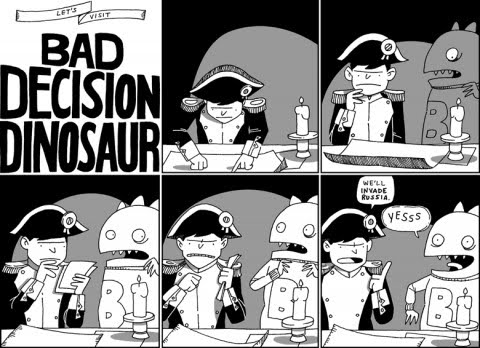 LET'S
VISIT
BAD
DECISION
DINOSAUR
B
B
B
WE'LL
INVADE
RUSSIA.
YESSS
B